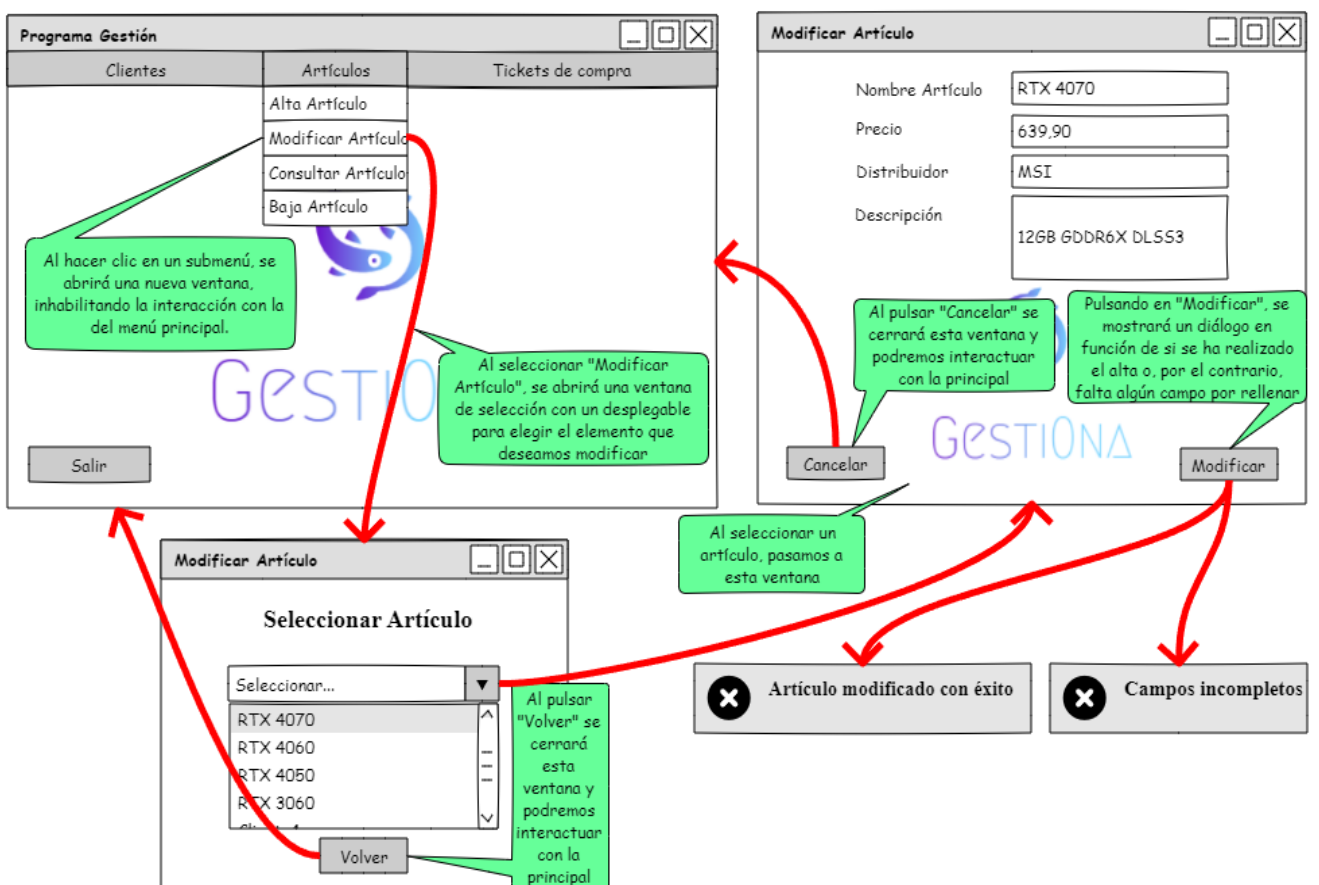 Programa Gestión
Clientes
Artículos
Tickets de compra
Alta Artículo
Modificar Artículo
Consultar Artículo
Baja Artículo
Al hacer clic en un submenú, se
abrirá una nueva ventana,
inhabilitando la interacción con la
del menú principal.
Al seleccionar "Modificar
Artículo", se abrirá una ventana
de selección con un desplegable
para elegir el elemento que
deseamos modificar
GestiO
Salir
Modificar Artículo
Nombre Artículo
RTX 4070
Precio
639,90
Distribuidor
MSI
Descripción
12GB GDDR6X DLSS3
Al pulsar "Cancelar" se
cerrará esta ventana y
podremos interactuar
con la principal
Pulsando en "Modificar", se
mostrará un diálogo en
función de si se ha realizado
el alta o, por el contrario,
falta algún campo por rellenar
GestiOna
Cancelar
Modificar
Al seleccionar un
artículo, pasamos a
esta ventana
Modificar Artículo
Seleccionar Artículo
Seleccionar...
RTX 4070
RTX 4060
RTX 4050
RTX 3060
Volver
Al pulsar
"Volver" se
cerrará
esta
ventana y
podremos
interactuar
con la
principal
Artículo modificado con éxito
Campos incompletos